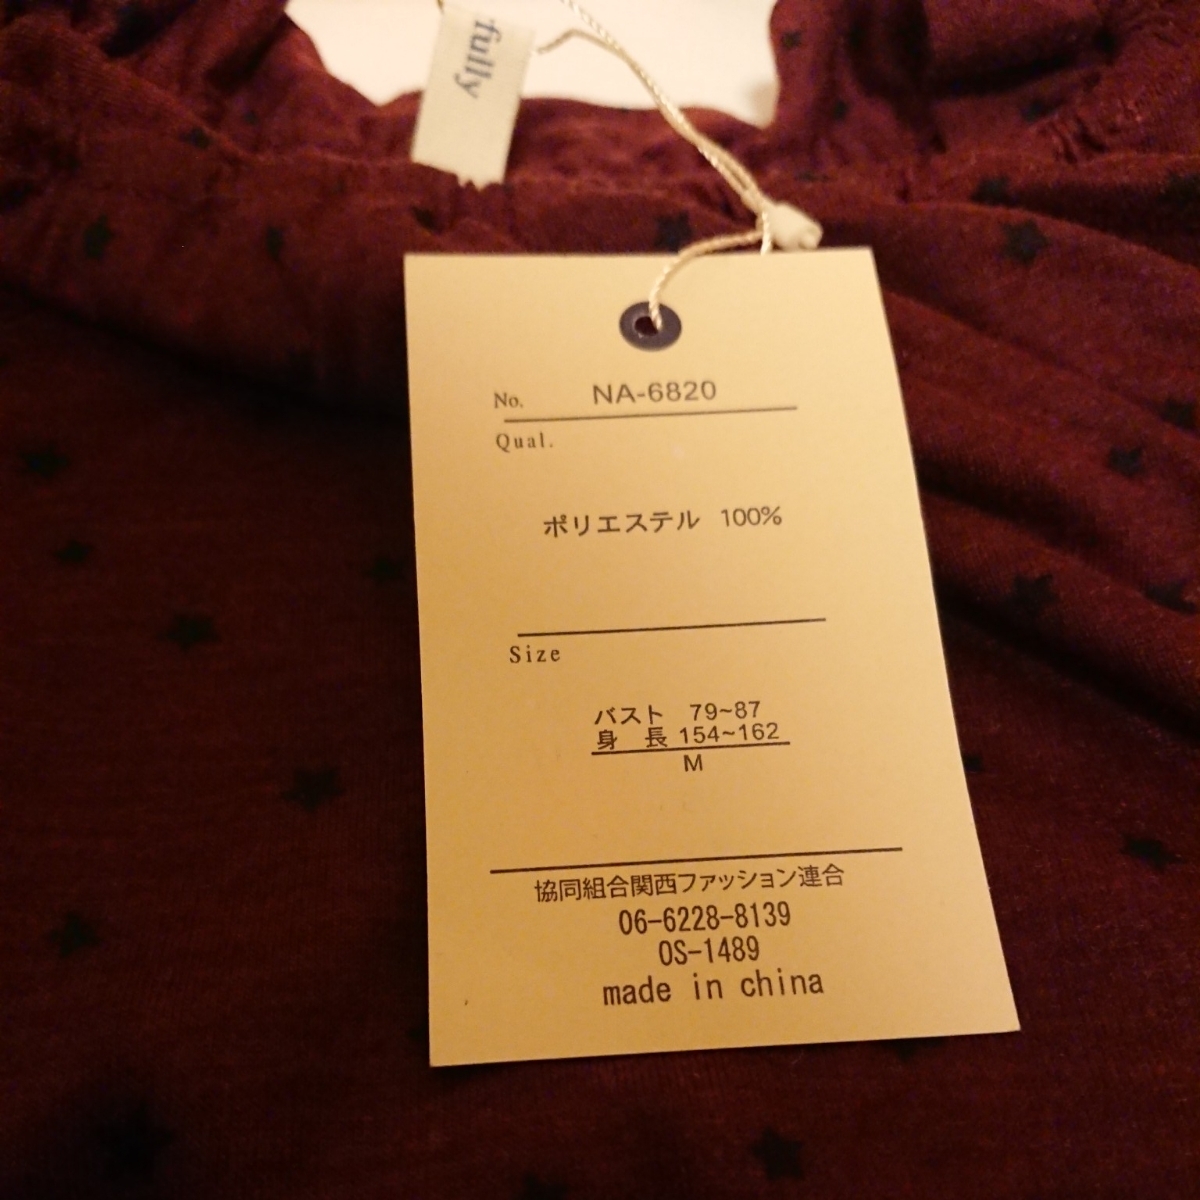 fully
No. NA-6820
Qual.
ポリエステル 100%
Size
バスト 79~87
身 長 154~162
M
協同組合関西ファッション連合
06-6228-8139
OS-1489
made in china